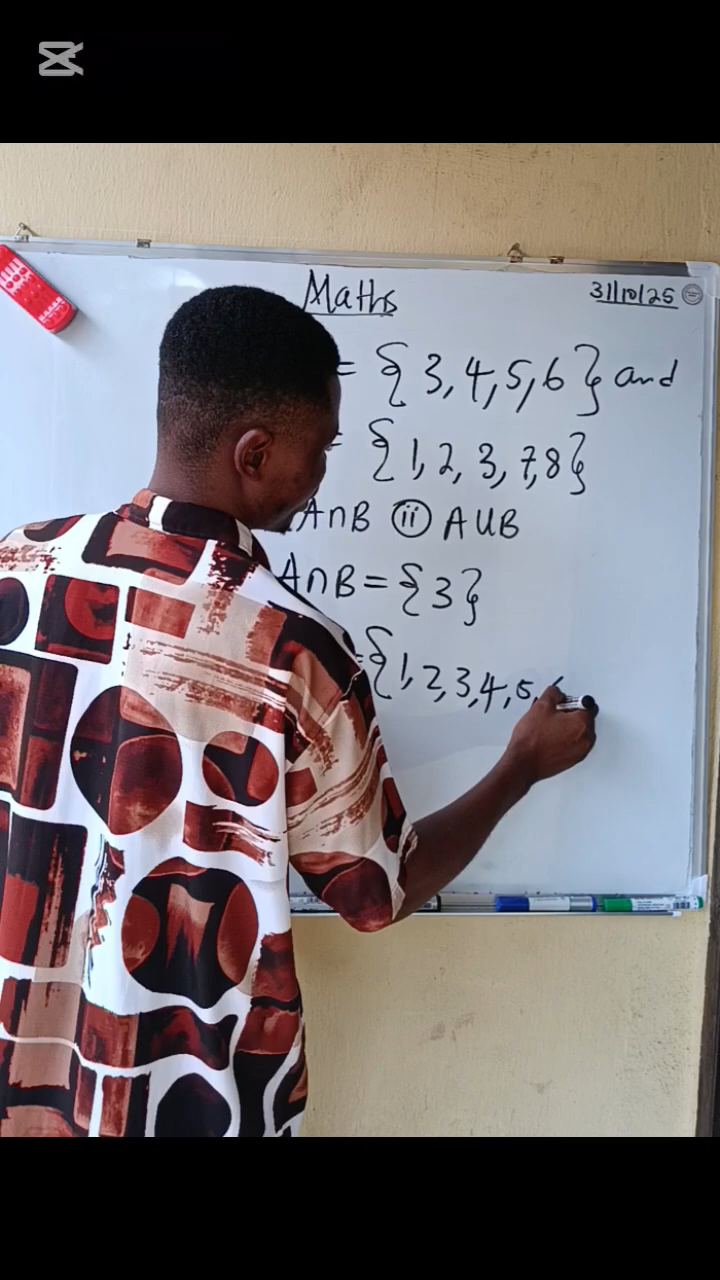 Maths
31/10/25
= {3,4,5,6} and
= {1,2,3,7,8}
A∩B (ii) A∪B
A∩B = {3}
={1,2,3,4,5,6